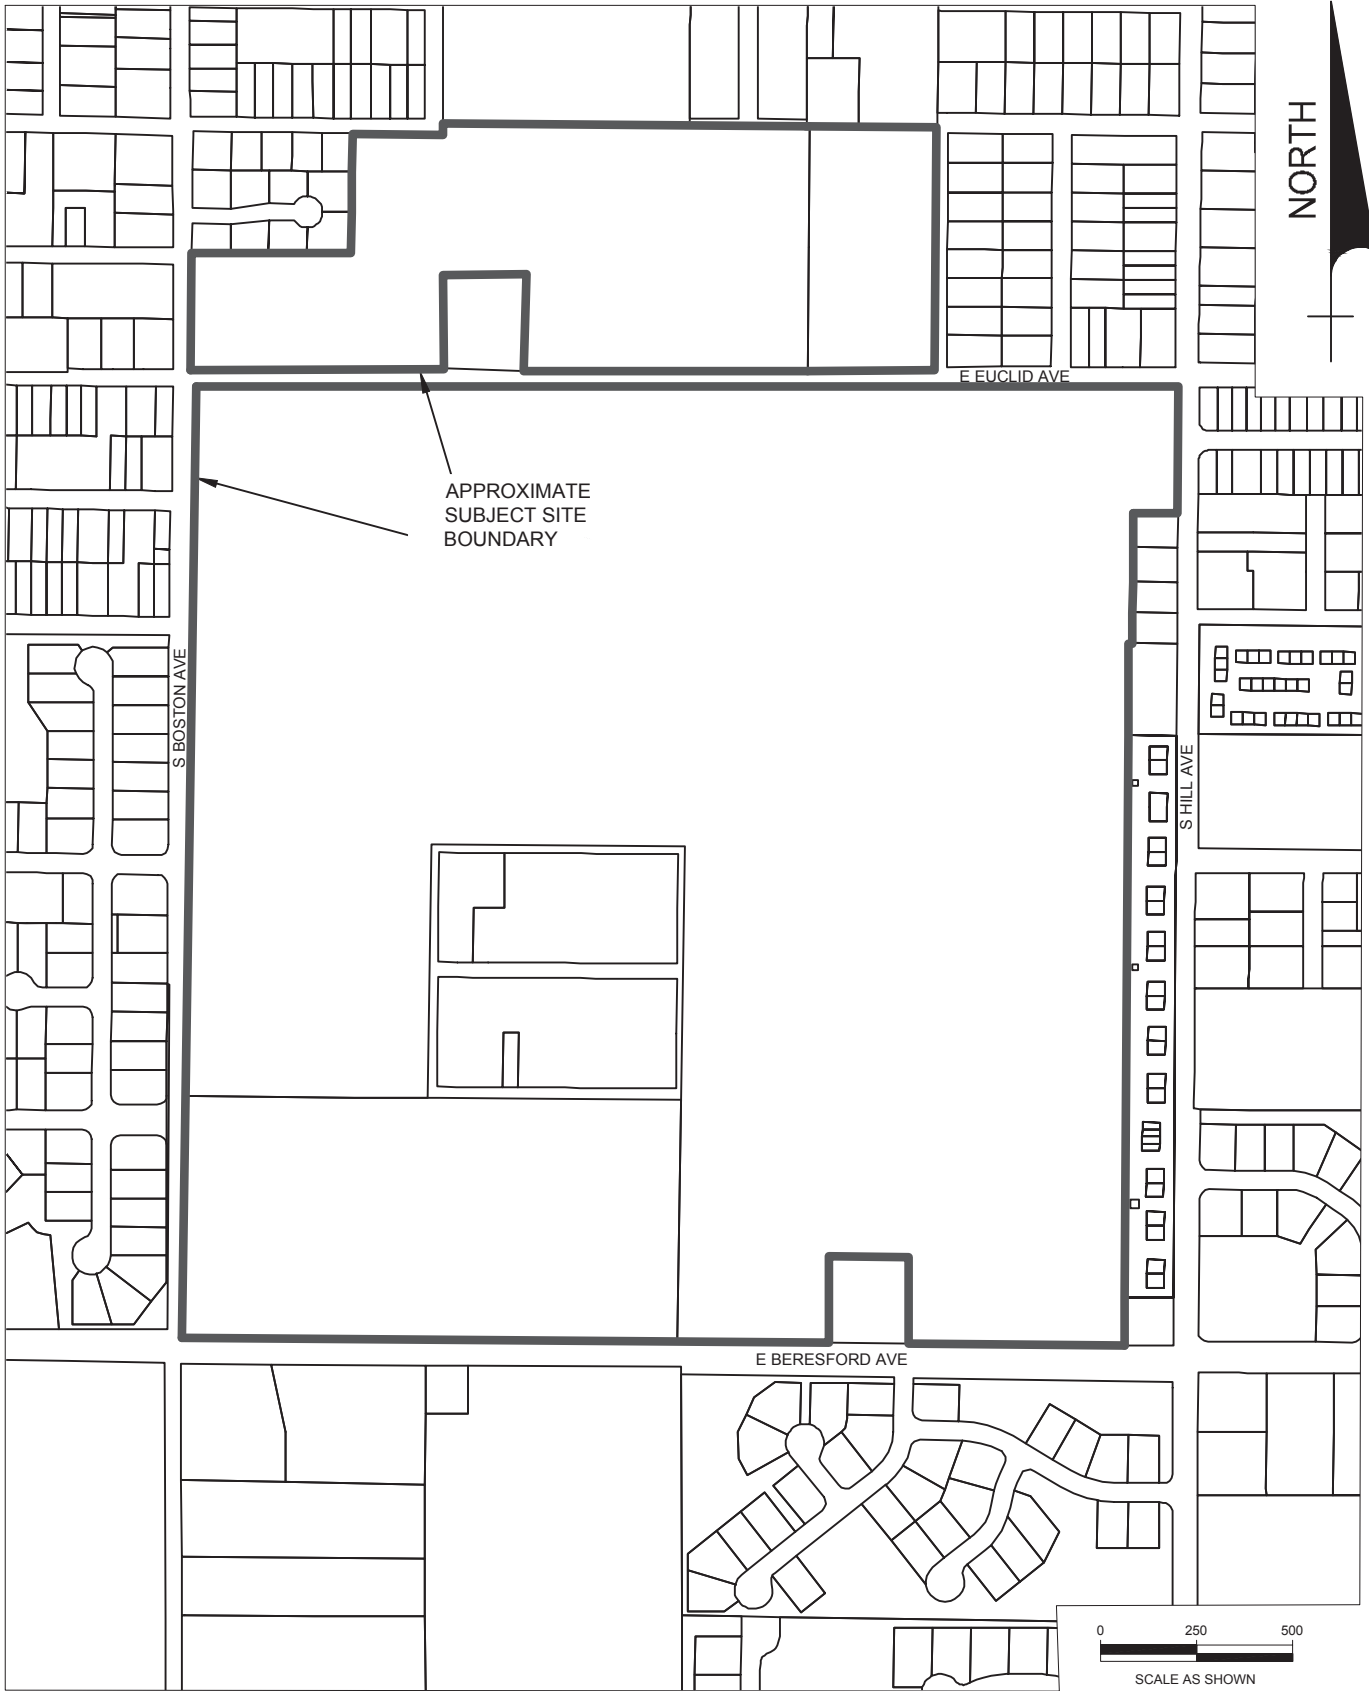 NORTH
E EUCLID AVE
APPROXIMATE
SUBJECT SITE
BOUNDARY
S BOSTON AVE
S HILL AVE
E BERESFORD AVE
0 250 500
SCALE AS SHOWN